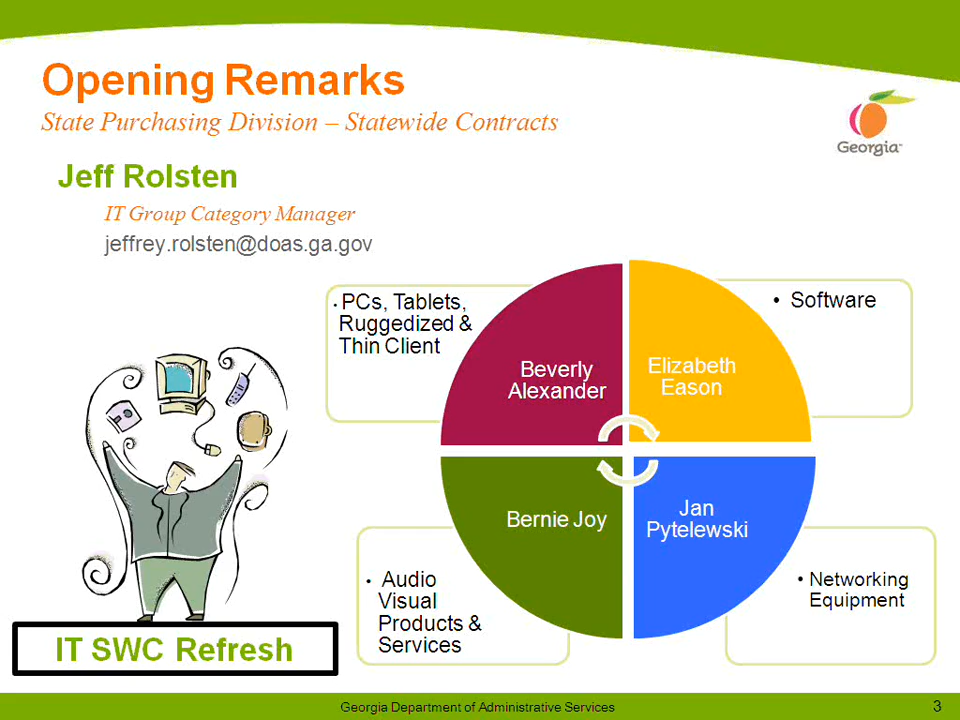 Opening Remarks
State Purchasing Division – Statewide Contracts
Georgia™
Jeff Rolsten
IT Group Category Manager
jeffrey.rolsten@doas.ga.gov
• PCs, Tablets,
Ruggedized &
Thin Client
Beverly
Alexander
Elizabeth
Eason
• Software
Bernie Joy
Jan
Pytelewski
• Audio
Visual
Products &
Services
• Networking
Equipment
IT SWC Refresh
Georgia Department of Administrative Services
3